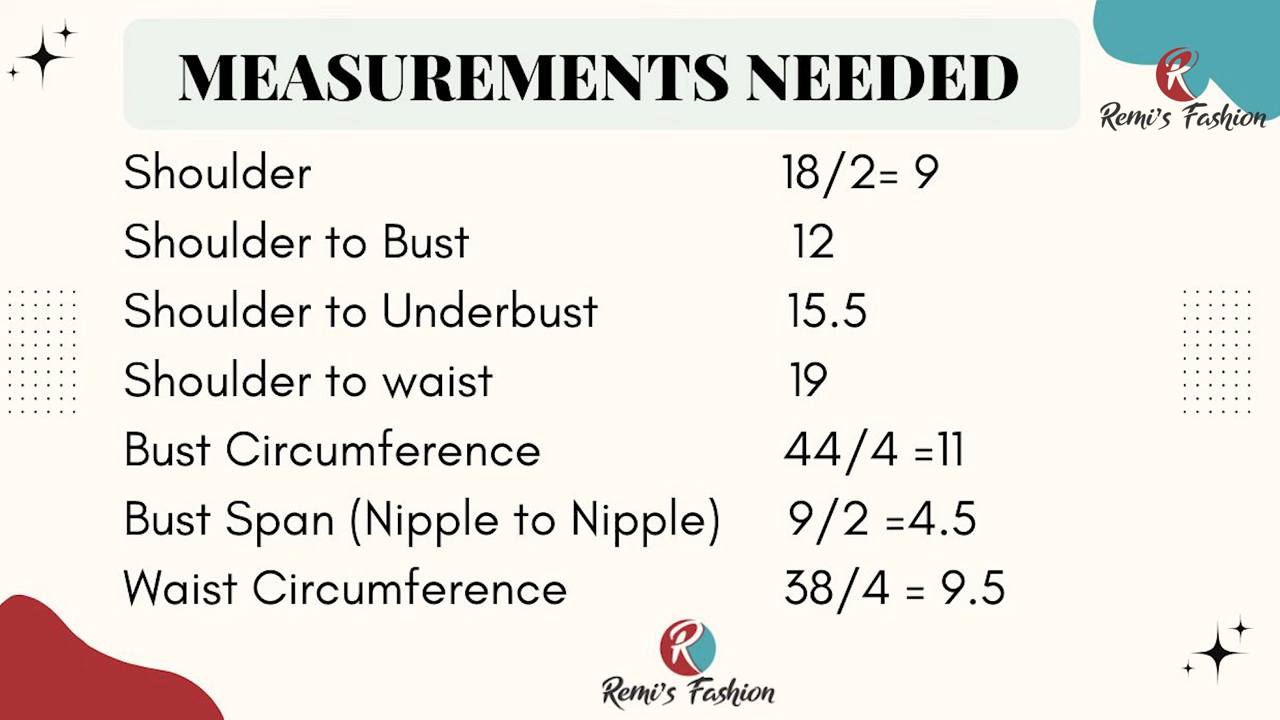 MEASUREMENTS NEEDED
R
Remi's Fashion
Shoulder 18/2= 9
Shoulder to Bust 12
Shoulder to Underbust 15.5
Shoulder to waist 19
Bust Circumference 44/4 =11
Bust Span (Nipple to Nipple) 9/2 =4.5
Waist Circumference 38/4 = 9.5
R
Remi's Fashion